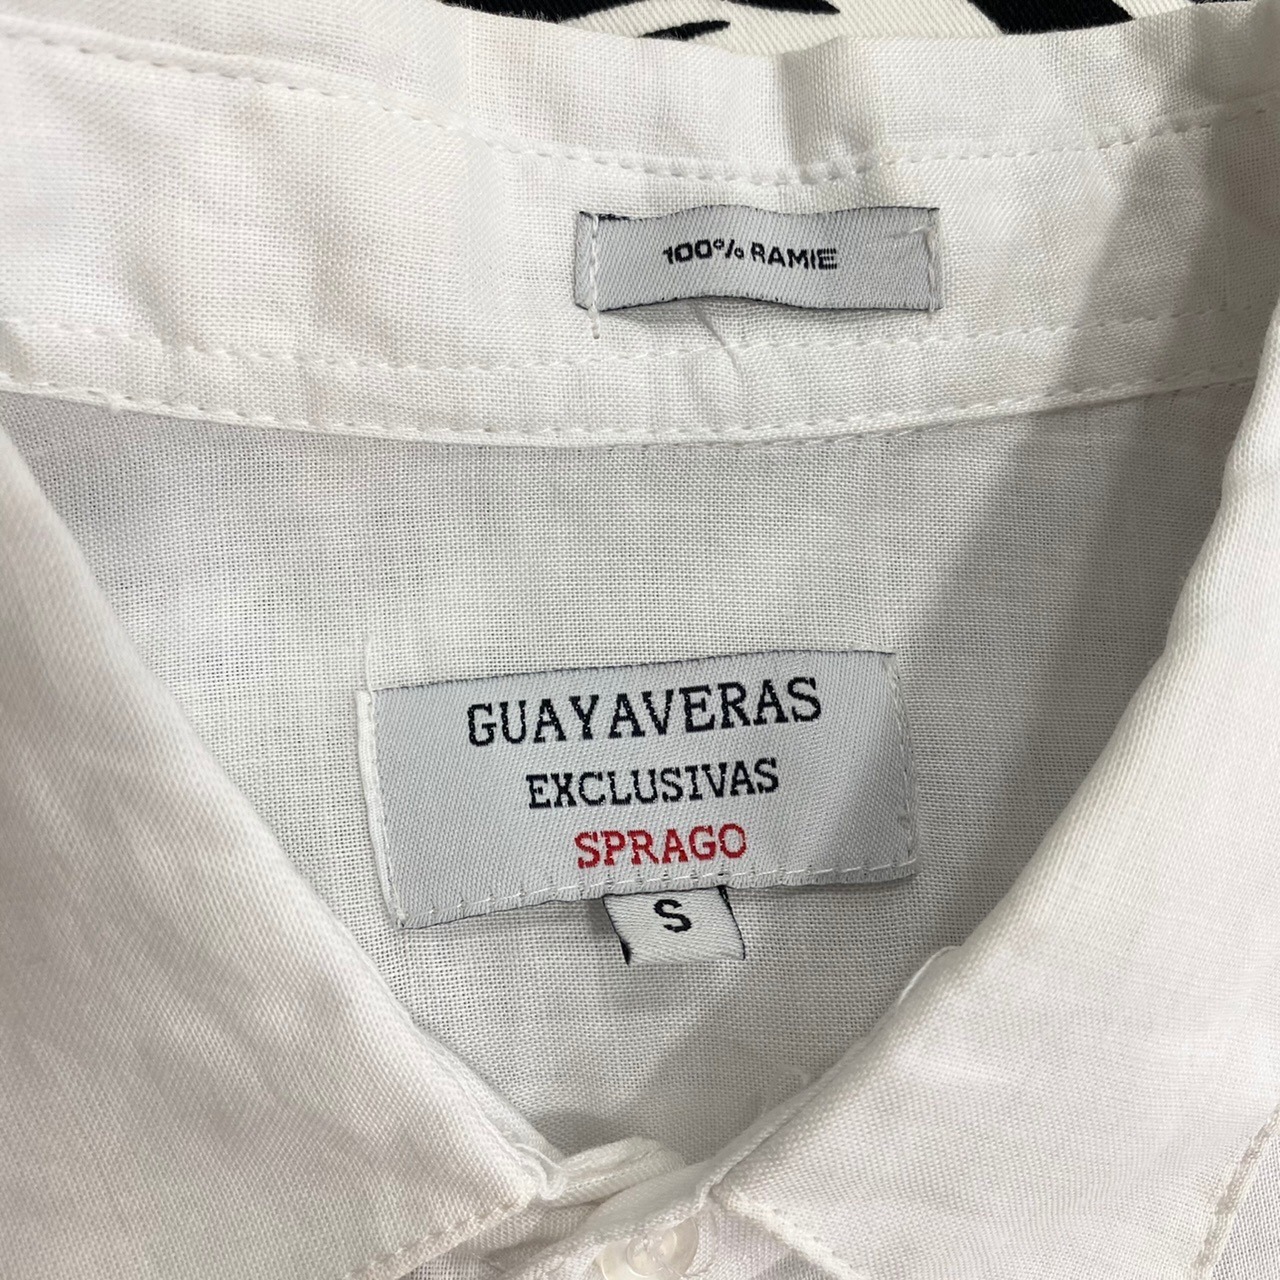 100% RAMIE
GUAYAVERAS
EXCLUSIVAS
SPRAGO
S